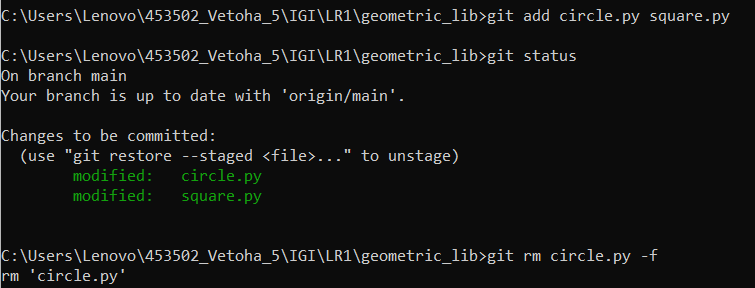 C:\Users\Lenovo\453502_Vetoha_5\IGI\LR1\geometric_lib>git add circle.py square.py
C:\Users\Lenovo\453502_Vetoha_5\IGI\LR1\geometric_lib>git status
On branch main
Your branch is up to date with 'origin/main'.
Changes to be committed:
  (use "git restore --staged <file>..." to unstage)
        modified:   circle.py
        modified:   square.py
C:\Users\Lenovo\453502_Vetoha_5\IGI\LR1\geometric_lib>git rm circle.py -f
rm 'circle.py'